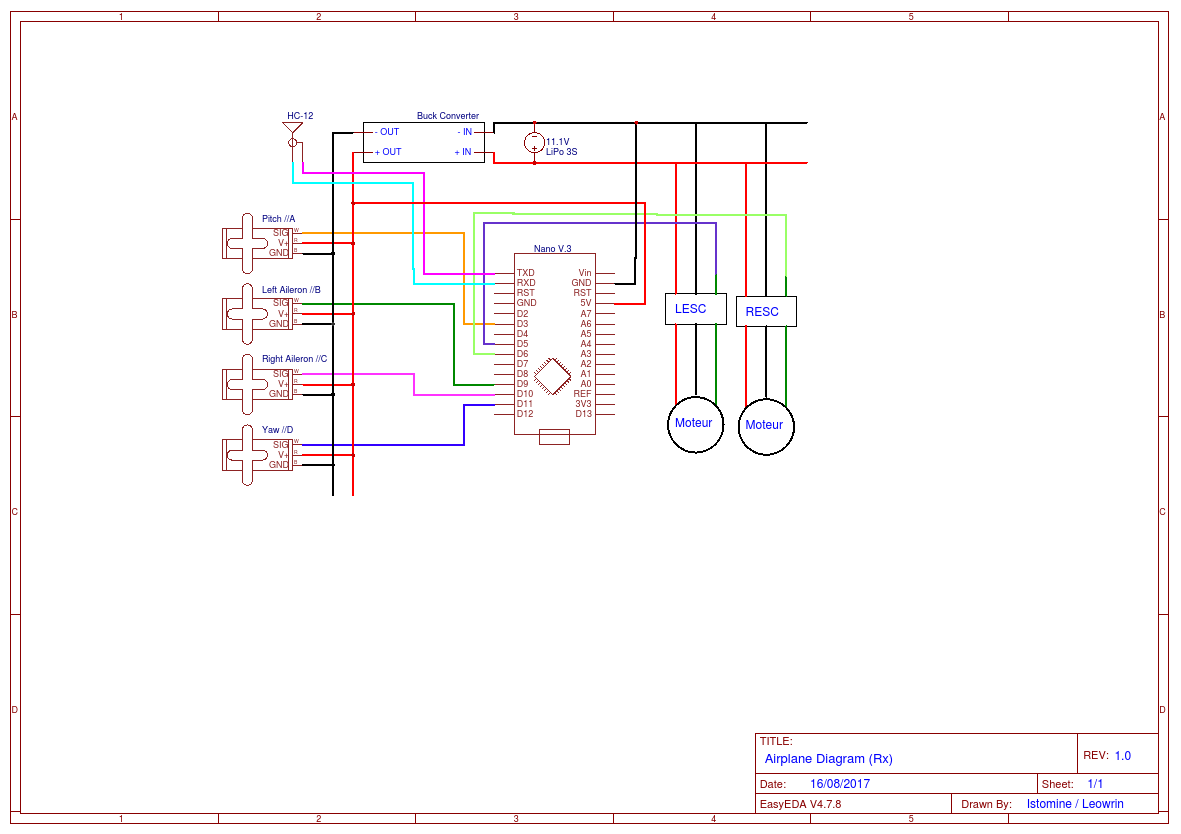 1 2 3 4 5
A A
B B
C C
D D
HC-12
Buck Converter
- OUT - IN
+ OUT + IN
11.1V
LiPo 3S
Pitch //A
SIG W
V+ R
GND B
Left Aileron //B
SIG W
V+ R
GND B
Right Aileron //C
SIG W
V+ R
GND B
Yaw //D
SIG W
V+ R
GND B
Nano V.3
TXD Vin
RXD GND
RST RST
GND 5V
D2 A7
D3 A6
D4 A5
D5 A4
D6 A3
D7 A2
D8 A1
D9 A0
D10 REF
D11 3V3
D12 D13
LESC RESC
Moteur Moteur
TITLE:
Airplane Diagram (Rx)
REV: 1.0
Date: 16/08/2017
Sheet: 1/1
EasyEDA V4.7.8
Drawn By: Istomine / Leowrin
1 2 3 4 5